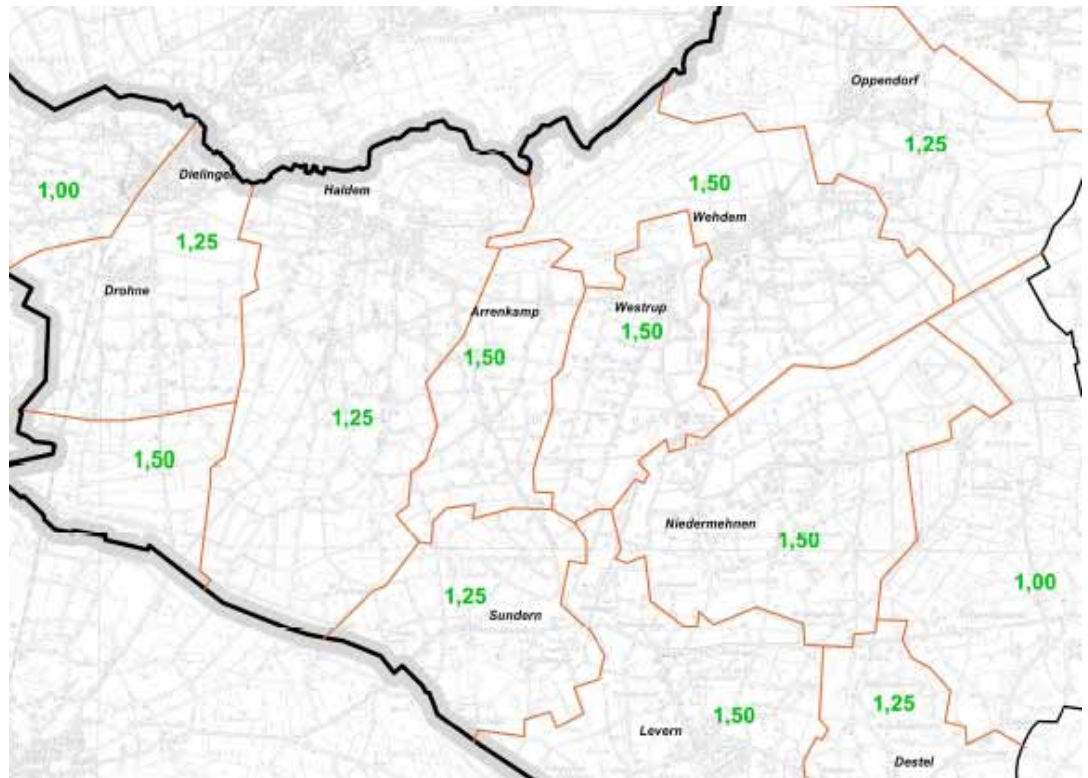 Oppendorf
1,25
Dielingen
Haldem
1,00
1,50
Wehdem
1,25
Drohne
Arrenkamp
Westrup
1,50
1,50
1,25
1,50
Niedermehnen
1,50
1,00
1,25
Sundern
1,25
1,50
Levern
Destel